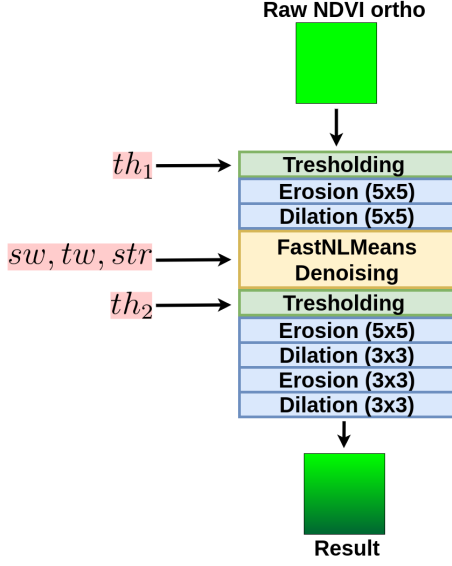 Raw NDVI ortho
th₁
Tresholding
Erosion (5x5)
Dilation (5x5)
sw, tw, str
FastNLMeans
Denoising
th₂
Tresholding
Erosion (5x5)
Dilation (3x3)
Erosion (3x3)
Dilation (3x3)
Result